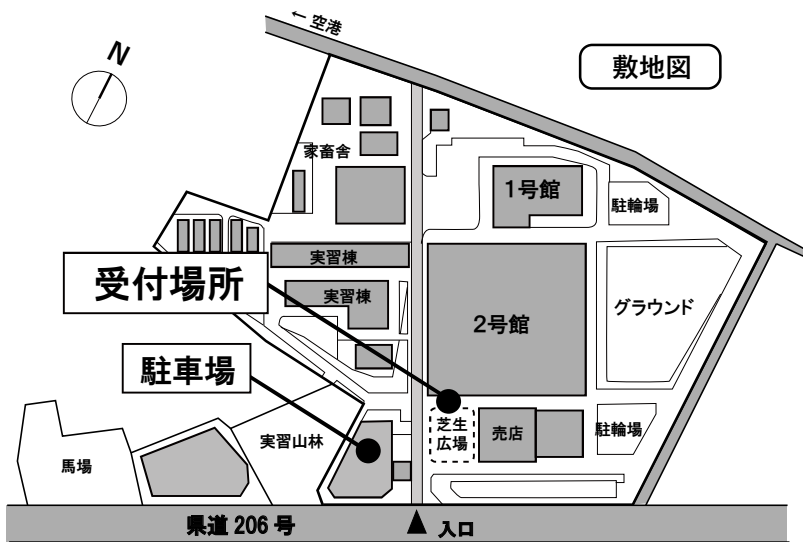 ← 空港
N
敷地図
家畜舎
1号館
駐輪場
実習棟
受付場所
実習棟
2号館
グラウンド
駐車場
芝生
広場
売店
駐輪場
実習山林
馬場
県道 206 号
入口